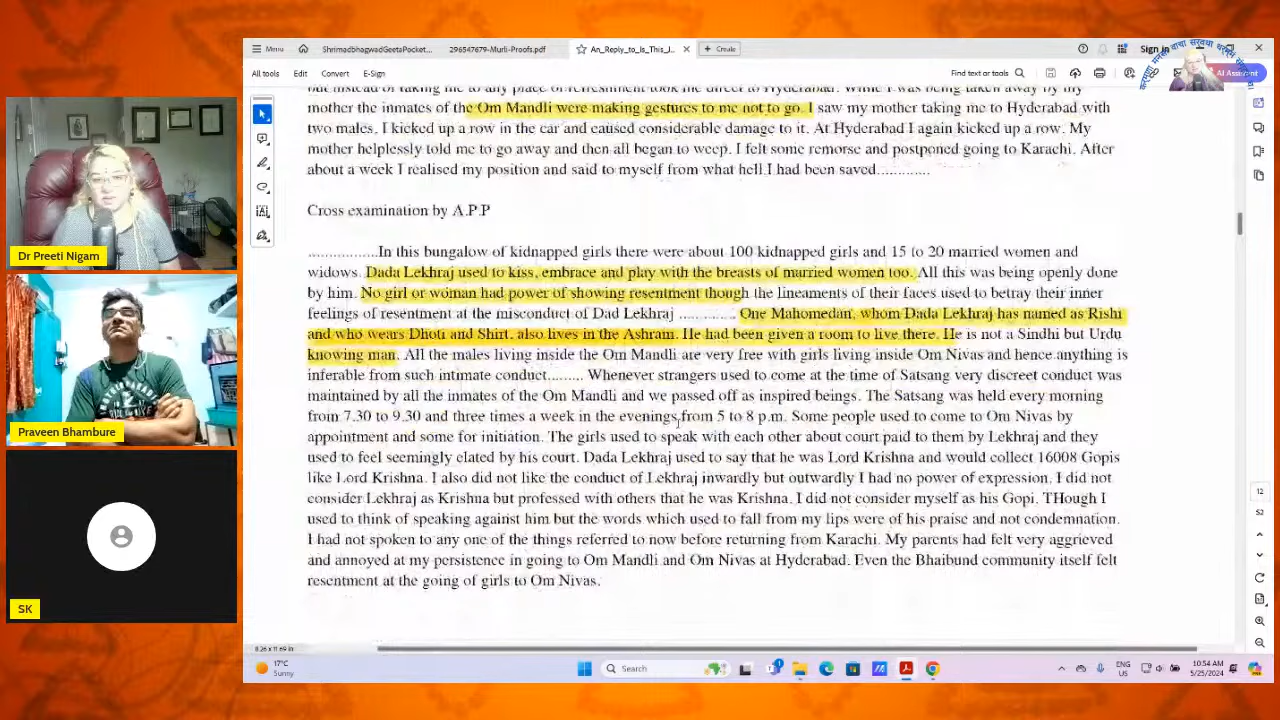 Menu
ShrimadbhagwadGeetaPocket...
296547679-Murli-Proofs.pdf
An_Reply_to_Is_This_J...
Create
Sign in
All tools
Edit
Convert
E-Sign
Find text or tools
AI Assistant
but instead of taking me to any place of refreshment took me direct to Hyderabad. While I was being taken away by my
mother the inmates of the Om Mandli were making gestures to me not to go. I saw my mother taking me to Hyderabad with
two males. I kicked up a row in the car and caused considerable damage to it. At Hyderabad I again kicked up a row. My
mother helplessly told me to go away and then all began to weep. I felt some remorse and postponed going to Karachi. After
about a week I realised my position and said to myself from what hell I had been saved.............
Cross examination by A.P.P
.................In this bungalow of kidnapped girls there were about 100 kidnapped girls and 15 to 20 married women and
widows. Dada Lekhraj used to kiss, embrace and play with the breasts of married women too. All this was being openly done
by him. No girl or woman had power of showing resentment though the lineaments of their faces used to betray their inner
feelings of resentment at the misconduct of Dad Lekhraj ............. One Mahomedan, whom Dada Lekhraj has named as Rishi
and who wears Dhoti and Shirt, also lives in the Ashram. He had been given a room to live there. He is not a Sindhi but Urdu
knowing man. All the males living inside the Om Mandli are very free with girls living inside Om Nivas and hence anything is
inferable from such intimate conduct......... Whenever strangers used to come at the time of Satsang very discreet conduct was
maintained by all the inmates of the Om Mandli and we passed off as inspired beings. The Satsang was held every morning
from 7.30 to 9.30 and three times a week in the evenings from 5 to 8 p.m. Some people used to come to Om Nivas by
appointment and some for initiation. The girls used to speak with each other about court paid to them by Lekhraj and they
used to feel seemingly elated by his court. Dada Lekhraj used to say that he was Lord Krishna and would collect 16008 Gopis
like Lord Krishna. I also did not like the conduct of Lekhraj inwardly but outwardly I had no power of expression. I did not
consider Lekhraj as Krishna but professed with others that he was Krishna. I did not consider myself as his Gopi. THough I
used to think of speaking against him but the words which used to fall from my lips were of his praise and not condemnation.
I had not spoken to any one of the things referred to now before returning from Karachi. My parents had felt very aggrieved
and annoyed at my persistence in going to Om Mandli and Om Nivas at Hyderabad. Even the Bhaibund community itself felt
resentment at the going of girls to Om Nivas.
12
52
8.26 x 11.69 in
Dr Preeti Nigam
Praveen Bhambure
SK
17°C
Sunny
Search
ENG
US
10:54 AM
5/25/2024